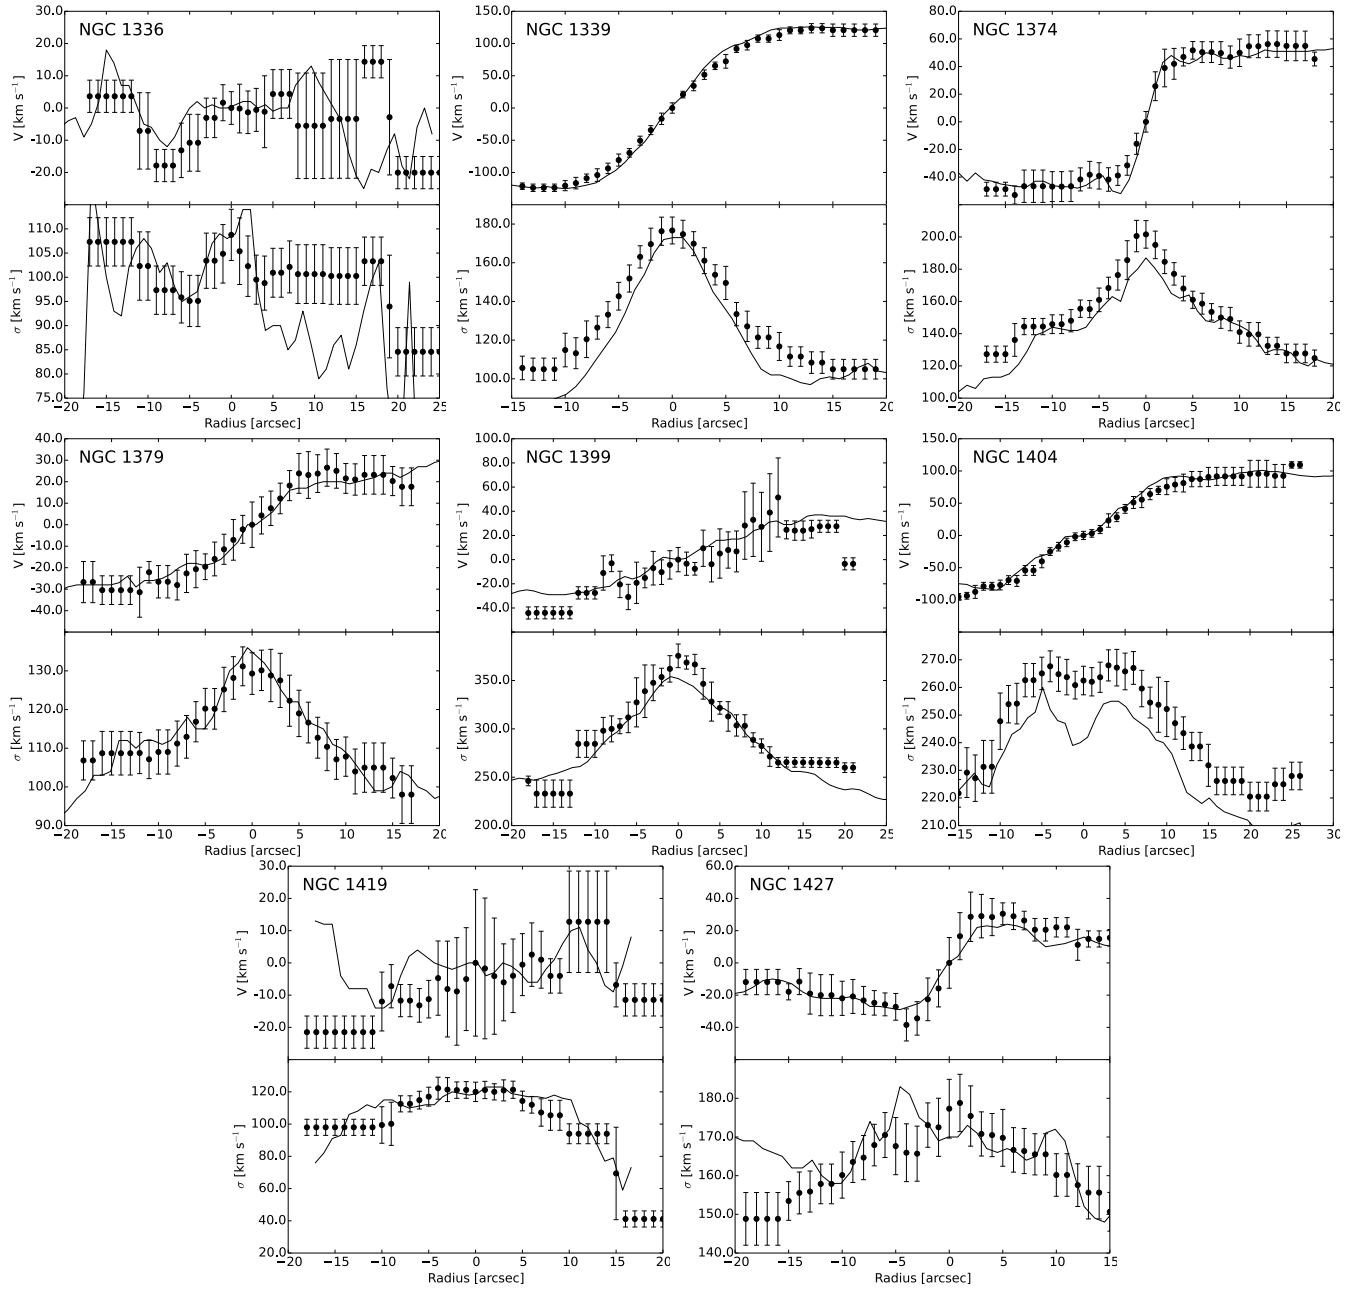 NGC 1336
V [km s⁻¹]
30.0
20.0
10.0
0.0
-10.0
-20.0
σ [km s⁻¹]
110.0
105.0
100.0
95.0
90.0
85.0
80.0
75.0
-20 -15 -10 -5 0 5 10 15 20 25
Radius [arcsec]
NGC 1339
V [km s⁻¹]
150.0
100.0
50.0
0.0
-50.0
-100.0
σ [km s⁻¹]
180.0
160.0
140.0
120.0
100.0
-15 -10 -5 0 5 10 15 20
Radius [arcsec]
NGC 1374
V [km s⁻¹]
80.0
60.0
40.0
20.0
0.0
-20.0
-40.0
σ [km s⁻¹]
200.0
180.0
160.0
140.0
120.0
100.0
-20 -15 -10 -5 0 5 10 15 20
Radius [arcsec]
NGC 1379
V [km s⁻¹]
40.0
30.0
20.0
10.0
0.0
-10.0
-20.0
-30.0
-40.0
σ [km s⁻¹]
130.0
120.0
110.0
100.0
90.0
-20 -15 -10 -5 0 5 10 15 20
Radius [arcsec]
NGC 1399
V [km s⁻¹]
100.0
80.0
60.0
40.0
20.0
0.0
-20.0
-40.0
σ [km s⁻¹]
350.0
300.0
250.0
200.0
-20 -15 -10 -5 0 5 10 15 20 25
Radius [arcsec]
NGC 1404
V [km s⁻¹]
150.0
100.0
50.0
0.0
-50.0
-100.0
σ [km s⁻¹]
270.0
260.0
250.0
240.0
230.0
220.0
210.0
-15 -10 -5 0 5 10 15 20 25 30
Radius [arcsec]
NGC 1419
V [km s⁻¹]
30.0
20.0
10.0
0.0
-10.0
-20.0
σ [km s⁻¹]
120.0
100.0
80.0
60.0
40.0
20.0
-20 -15 -10 -5 0 5 10 15 20
Radius [arcsec]
NGC 1427
V [km s⁻¹]
60.0
40.0
20.0
0.0
-20.0
-40.0
σ [km s⁻¹]
180.0
170.0
160.0
150.0
140.0
-20 -15 -10 -5 0 5 10 15
Radius [arcsec]